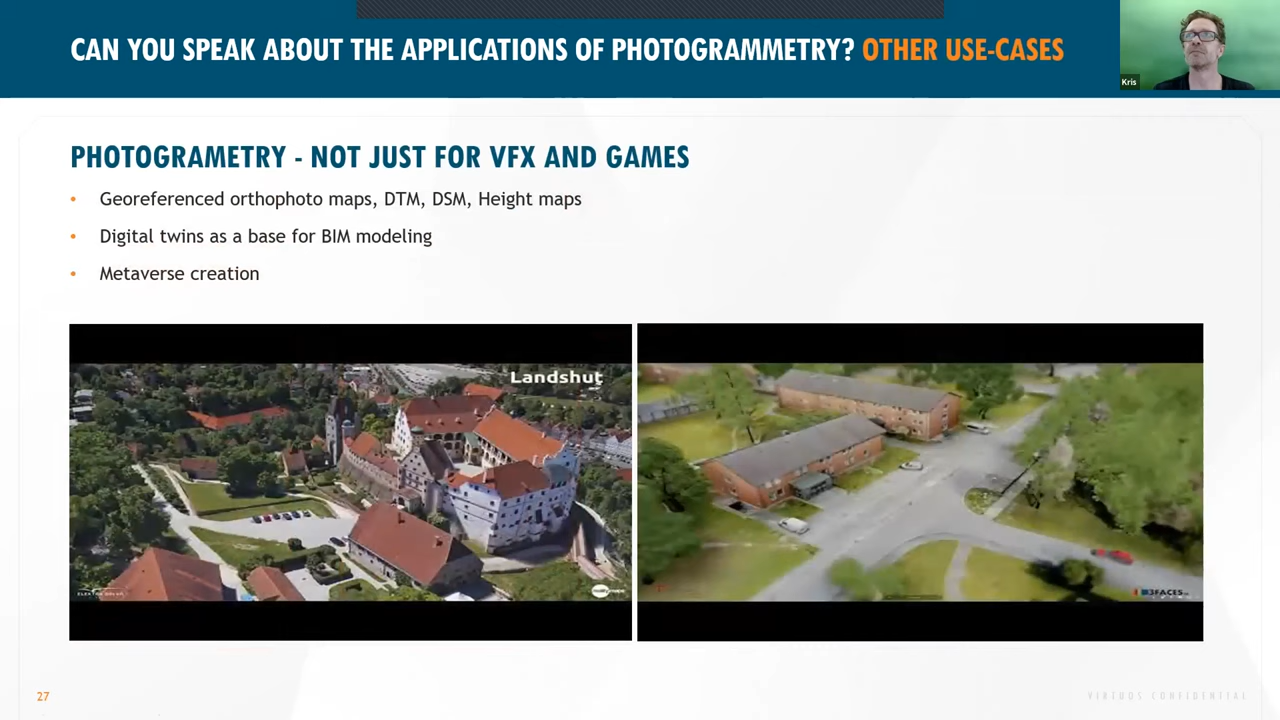 CAN YOU SPEAK ABOUT THE APPLICATIONS OF PHOTOGRAMMETRY? OTHER USE-CASES
Kris
PHOTOGRAMETRY - NOT JUST FOR VFX AND GAMES
• Georeferenced orthophoto maps, DTM, DSM, Height maps
• Digital twins as a base for BIM modeling
• Metaverse creation
Landshut
3FACES
27
VIRTUOS CONFIDENTIAL